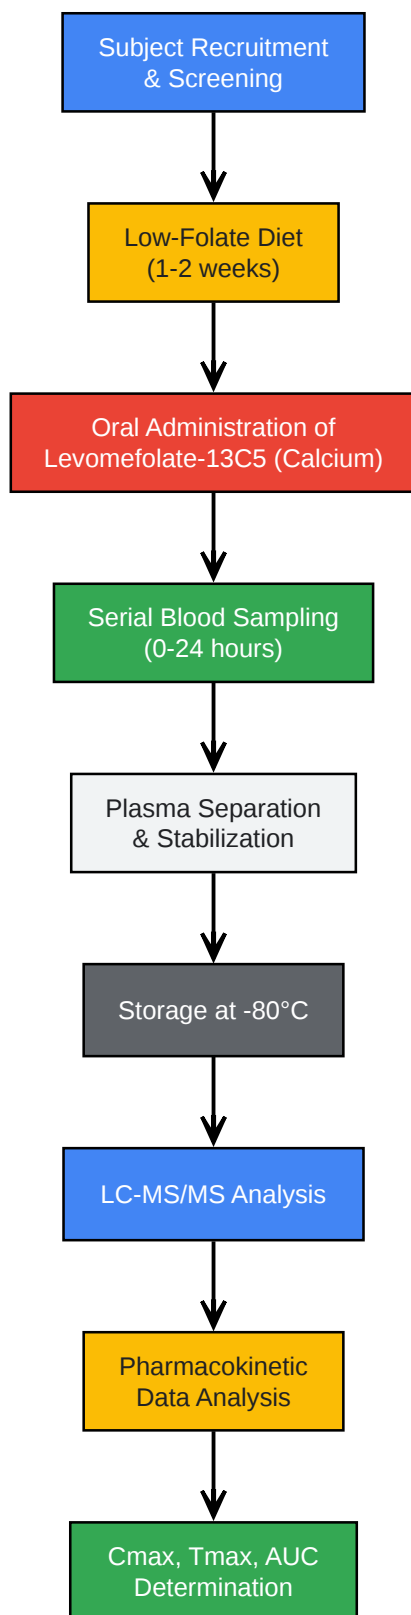 Subject Recruitment
& Screening
Low-Folate Diet
(1-2 weeks)
Oral Administration of
Levomefolate-13C5 (Calcium)
Serial Blood Sampling
(0-24 hours)
Plasma Separation
& Stabilization
Storage at -80°C
LC-MS/MS Analysis
Pharmacokinetic
Data Analysis
Cmax, Tmax, AUC
Determination